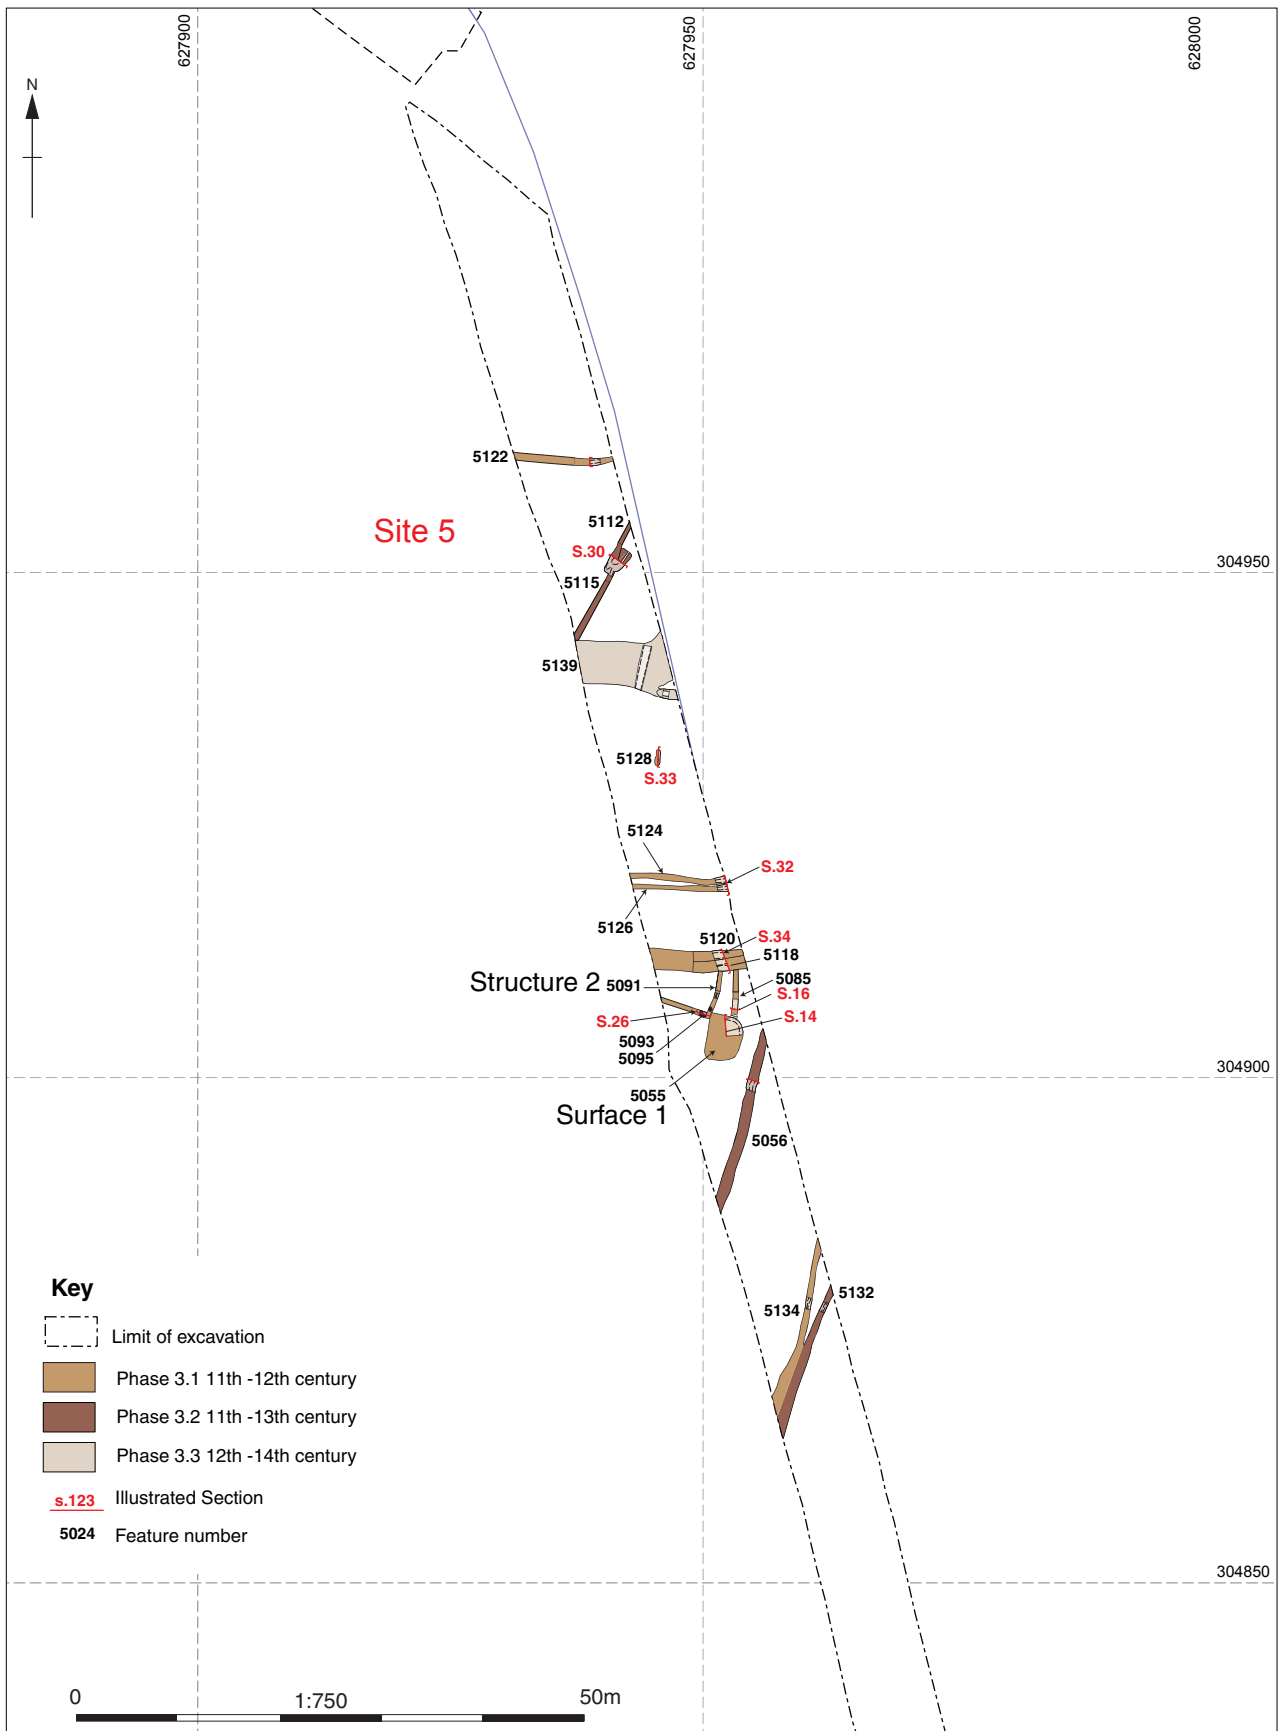 627900
627950
628000
N
5122
Site 5
5112
S.30
304950
5115
5139
5128
S.33
5124
S.32
5126
5120
S.34
5118
Structure 2
5091
5085
S.16
S.26
S.14
5093
5095
304900
5055
Surface 1
5056
Key
5134
5132
Limit of excavation
Phase 3.1 11th -12th century
Phase 3.2 11th -13th century
Phase 3.3 12th -14th century
s.123 Illustrated Section
5024 Feature number
304850
0 1:750 50m